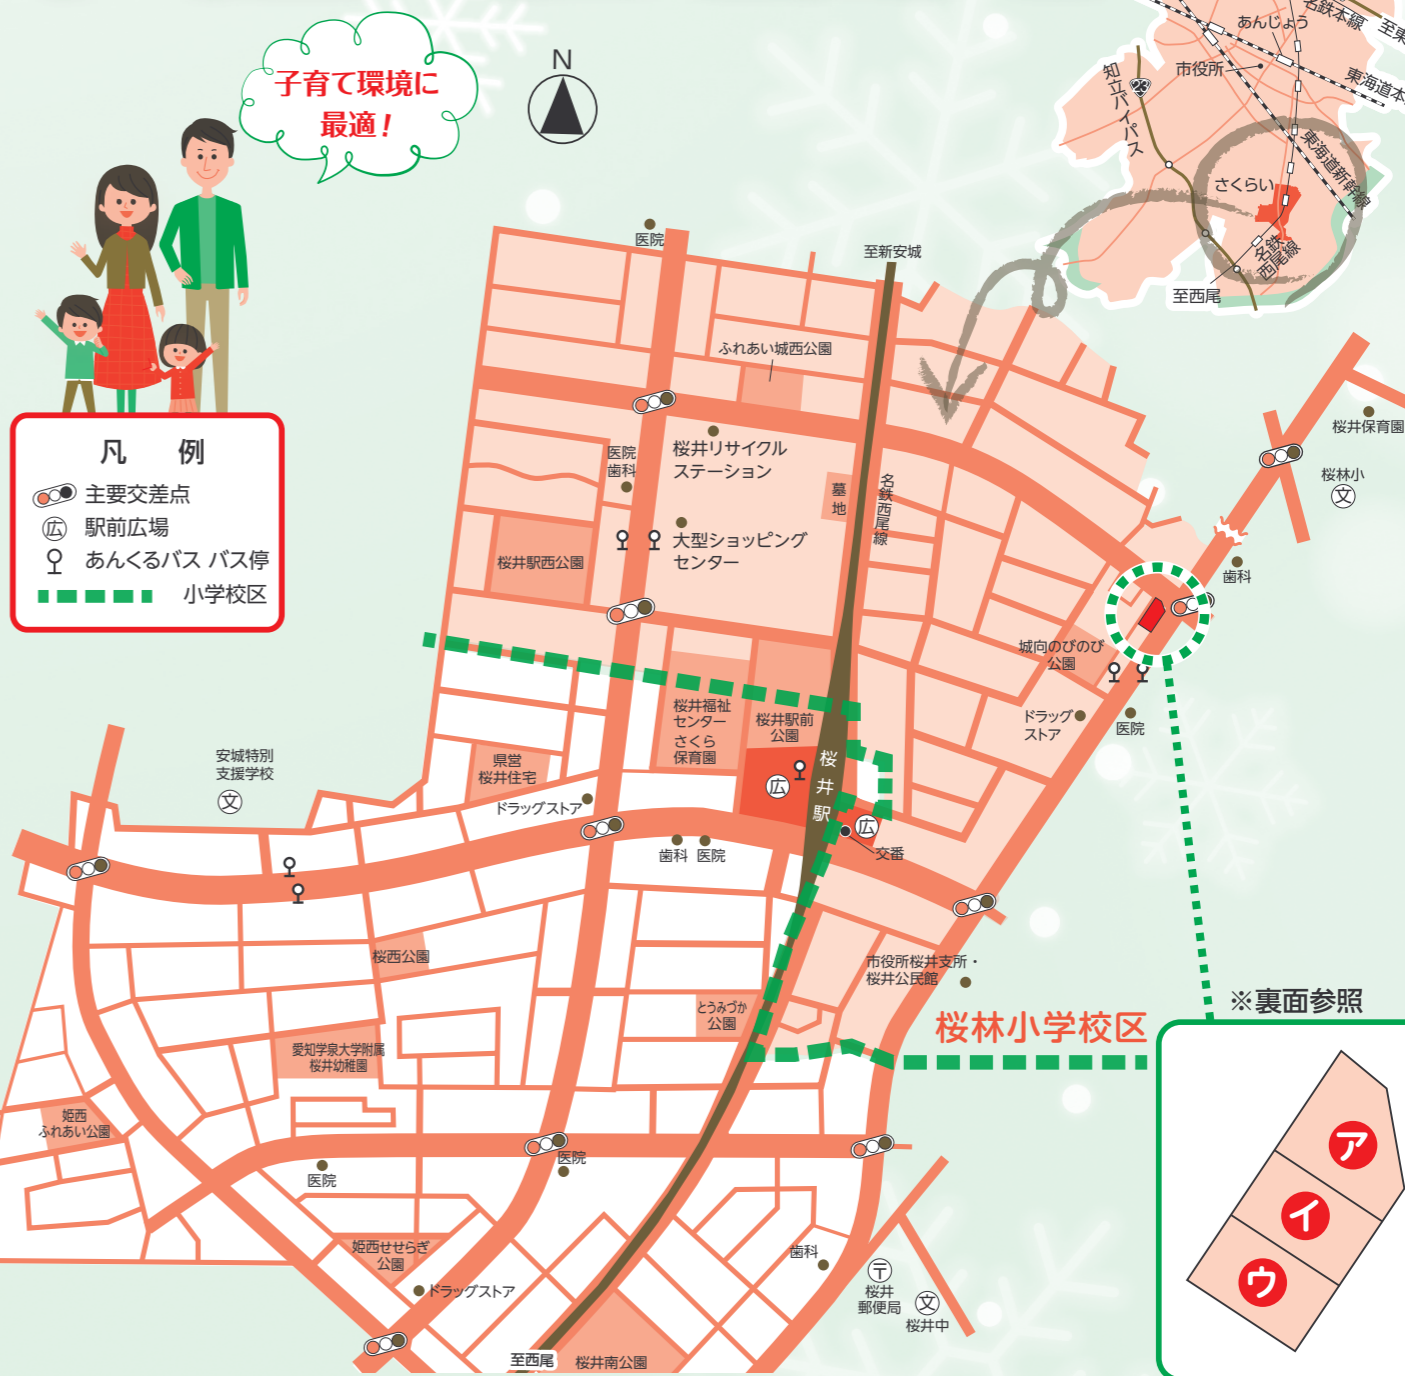 子育て環境に
最適！
N
凡　例
主要交差点
広 駅前広場
あんくるバス バス停
小学校区
名鉄本線
あんじょう
市役所
知立バイパス
23
東海道新幹線
さくらい
名鉄
西尾線
至西尾
医院
至新安城
ふれあい城西公園
医院
歯科
桜井リサイクル
ステーション
墓地
名鉄西尾線
大型ショッピング
センター
桜井駅西公園
桜井保育園
桜林小
文
歯科
城向のびのび
公園
ドラッグ
ストア
医院
桜井福祉
センター
さくら
保育園
桜井駅前
公園
広
桜井駅
広
交番
県営
桜井住宅
ドラッグストア
安城特別
支援学校
文
歯科
医院
桜西公園
市役所桜井支所・
桜井公民館
とうみづか
公園
桜林小学校区
※裏面参照
ア
イ
ウ
愛知学泉大学附属
桜井幼稚園
姫西
ふれあい公園
医院
医院
姫西せせらぎ
公園
ドラッグストア
歯科
〒
桜井
郵便局
文
桜井中
至西尾
桜井南公園